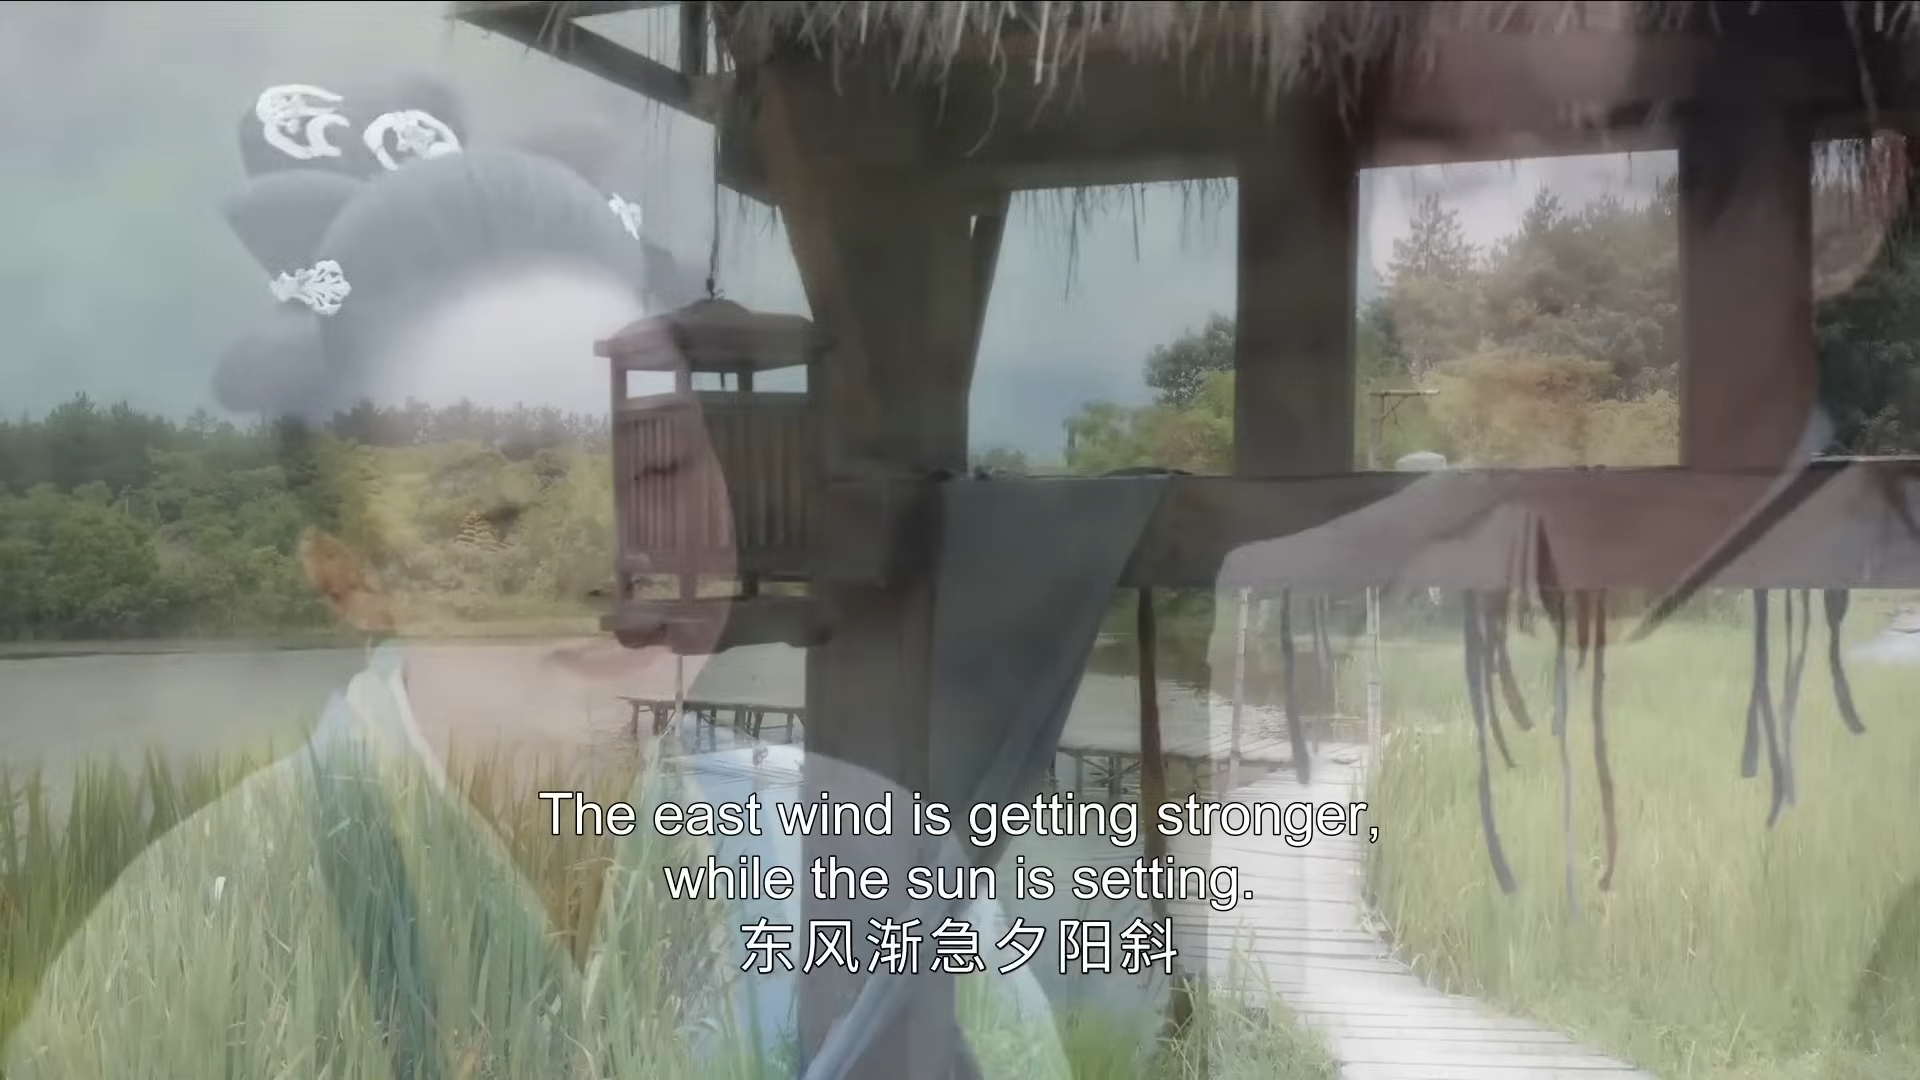 The east wind is getting stronger,
while the sun is setting.
东风渐急夕阳斜